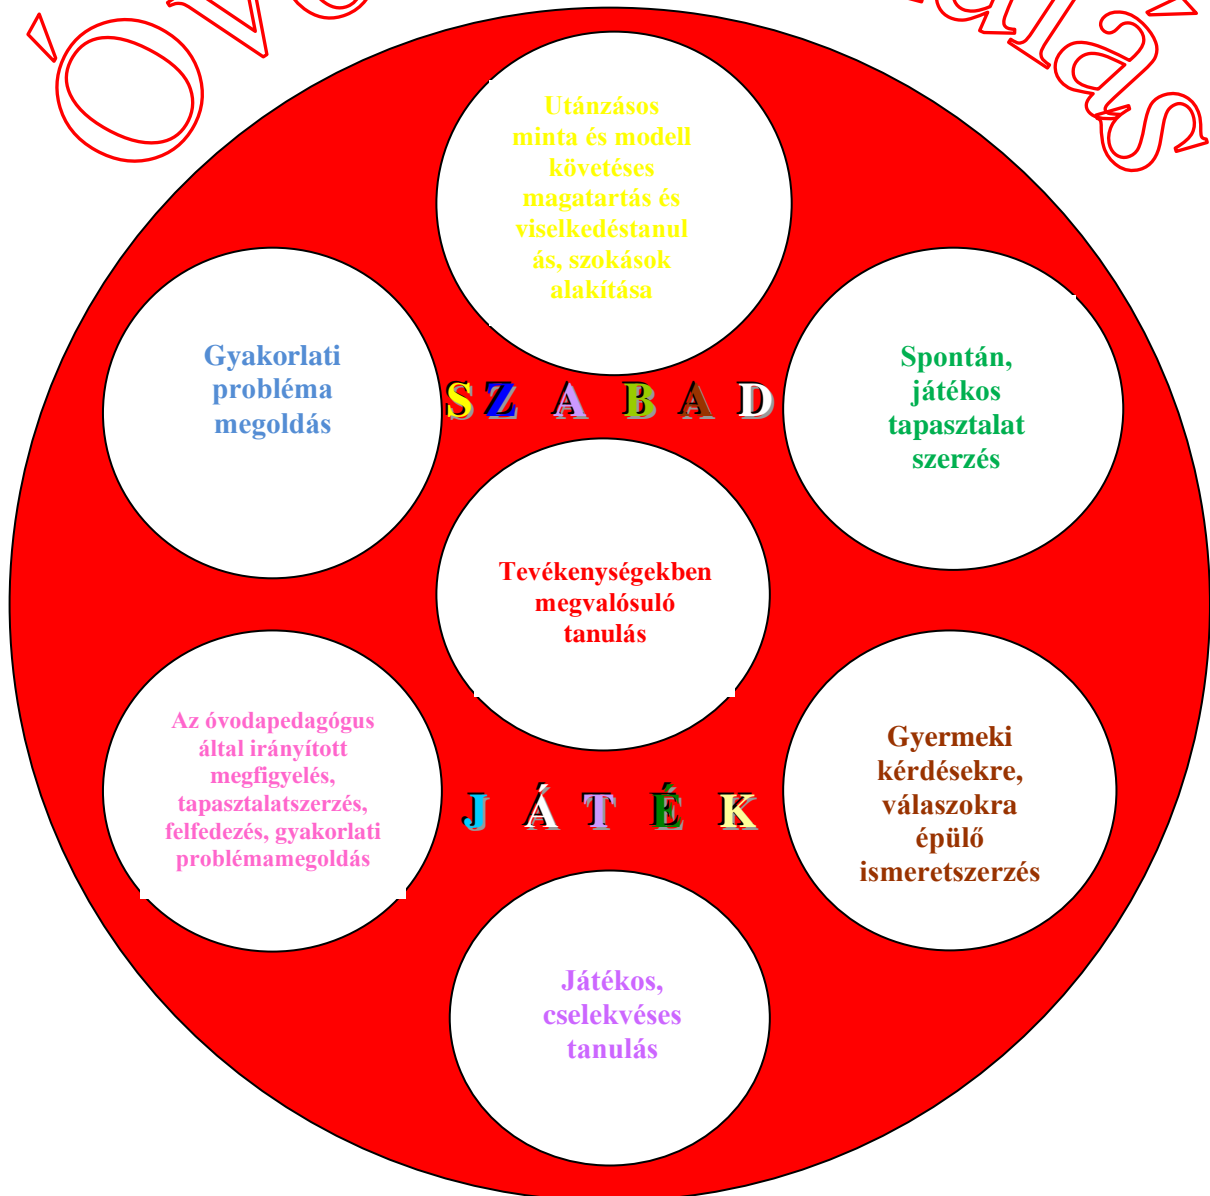 Utánzásos
minta és modell
követéses
magatartás és
viselkedéstanul
ás, szokások
alakítása
Gyakorlati
probléma
megoldás
Spontán,
játékos
tapasztalat
szerzés
SZABAD
Tevékenységekben
megvalósuló
tanulás
Az óvodapedagógus
által irányított
megfigyelés,
tapasztalatszerzés,
felfedezés, gyakorlati
problémamegoldás
Gyermeki
kérdésekre,
válaszokra
épülő
ismeretszerzés
JÁTÉK
Játékos,
cselekvéses
tanulás